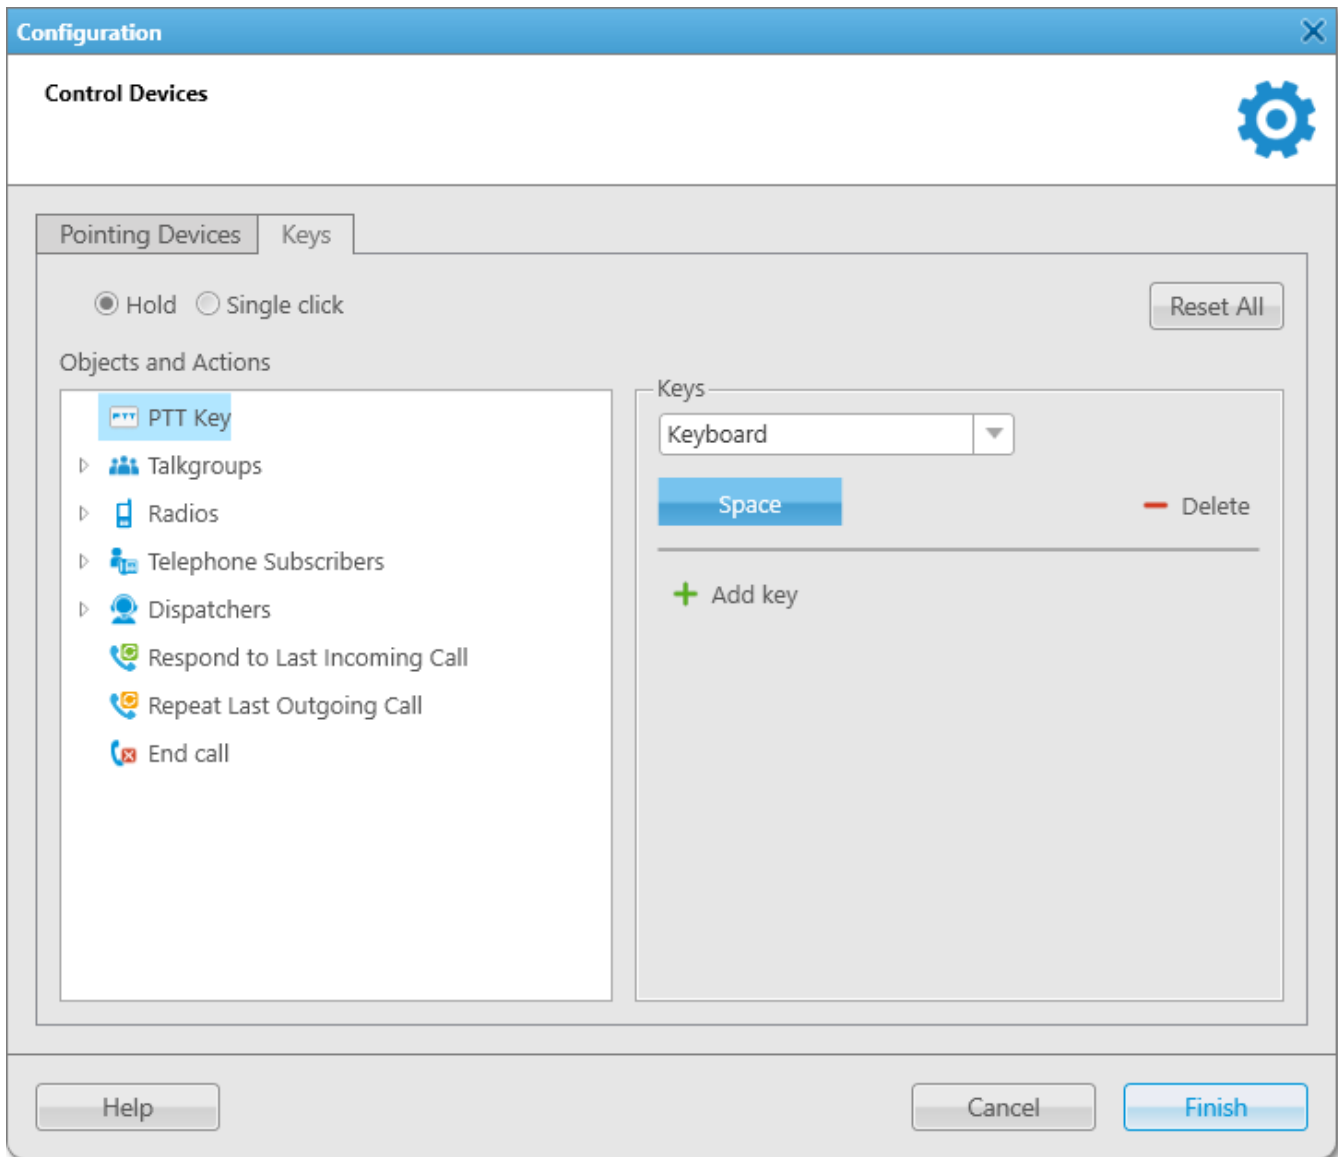 Configuration
Control Devices
Pointing Devices Keys
Hold Single click
Reset All
Objects and Actions
PTT PTT Key
Talkgroups
Radios
Telephone Subscribers
Dispatchers
Respond to Last Incoming Call
Repeat Last Outgoing Call
End call
Keys
Keyboard
Space
Delete
Add key
Help
Cancel
Finish